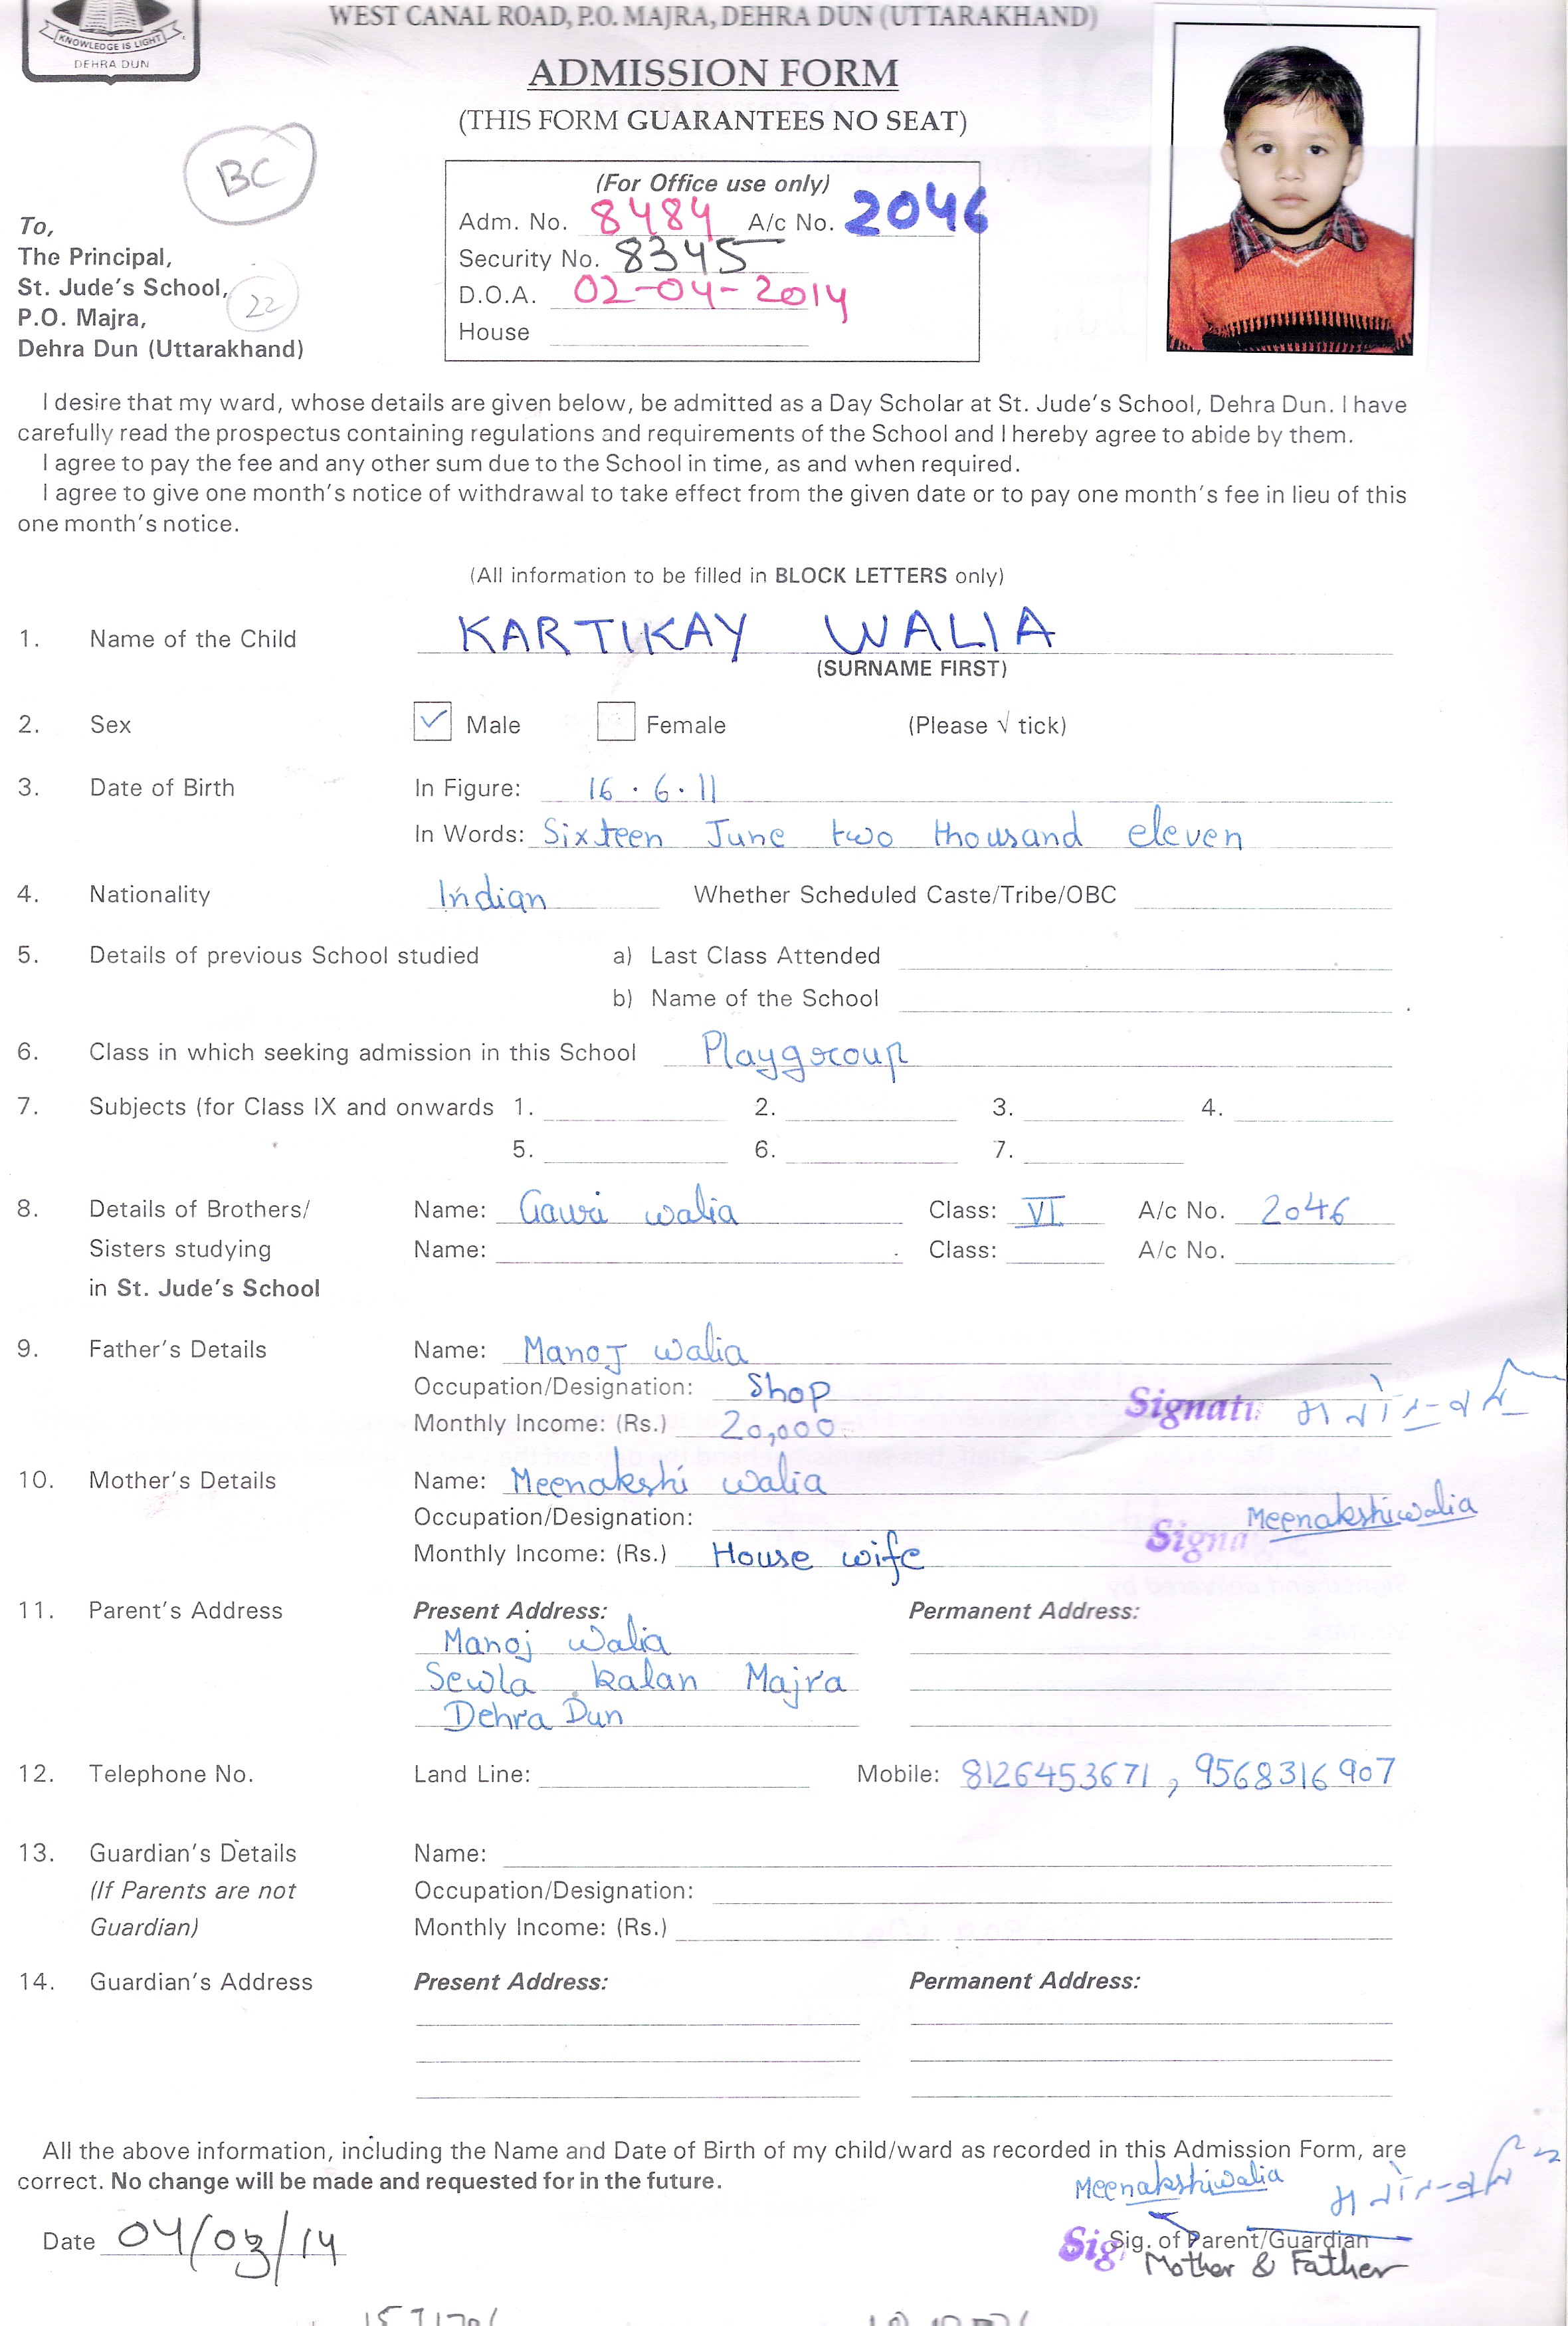 WEST CANAL ROAD, P.O. MAJRA, DEHRA DUN (UTTARAKHAND)
KNOWLEDGE IS LIGHT
DEHRA DUN
ADMISSION FORM
(THIS FORM GUARANTEES NO SEAT)
BC
(For Office use only)
Adm. No. 8484 A/c No. 2046
Security No. 8345
D.O.A. 02-04-2014
House
To,
The Principal,
St. Jude's School,
22
P.O. Majra,
Dehra Dun (Uttarakhand)
I desire that my ward, whose details are given below, be admitted as a Day Scholar at St. Jude's School, Dehra Dun. I have
carefully read the prospectus containing regulations and requirements of the School and I hereby agree to abide by them.
I agree to pay the fee and any other sum due to the School in time, as and when required.
I agree to give one month's notice of withdrawal to take effect from the given date or to pay one month's fee in lieu of this
one month's notice.
(All information to be filled in BLOCK LETTERS only)
1. Name of the Child KARTIKAY WALIA
(SURNAME FIRST)
2. Sex ✓ Male Female (Please √ tick)
3. Date of Birth In Figure: 16.6.11
In Words: Sixteen June two thousand eleven
4. Nationality Indian Whether Scheduled Caste/Tribe/OBC
5. Details of previous School studied a) Last Class Attended
b) Name of the School
6. Class in which seeking admission in this School Playgroup
7. Subjects (for Class IX and onwards 1. 2. 3. 4.
5. 6. 7.
8. Details of Brothers/ Name: Gauri walia Class: VI A/c No. 2046
Sisters studying Name: Class: A/c No.
in St. Jude's School
9. Father's Details Name: Manoj walia
Occupation/Designation: Shop
Monthly Income: (Rs.) 20,000
10. Mother's Details Name: Meenakshi walia
Occupation/Designation: Meenakshiwalia
Monthly Income: (Rs.) House wife
11. Parent's Address Present Address: Permanent Address:
Manoj Walia
Sewla kalan Majra
Dehra Dun
12. Telephone No. Land Line: Mobile: 8126453671, 9568316907
13. Guardian's Details Name:
(If Parents are not Occupation/Designation:
Guardian) Monthly Income: (Rs.)
14. Guardian's Address Present Address: Permanent Address:
All the above information, including the Name and Date of Birth of my child/ward as recorded in this Admission Form, are
correct. No change will be made and requested for in the future.
Meenakshiwalia
Date 04/03/14 Sig. of Parent/Guardian
Mother & Father